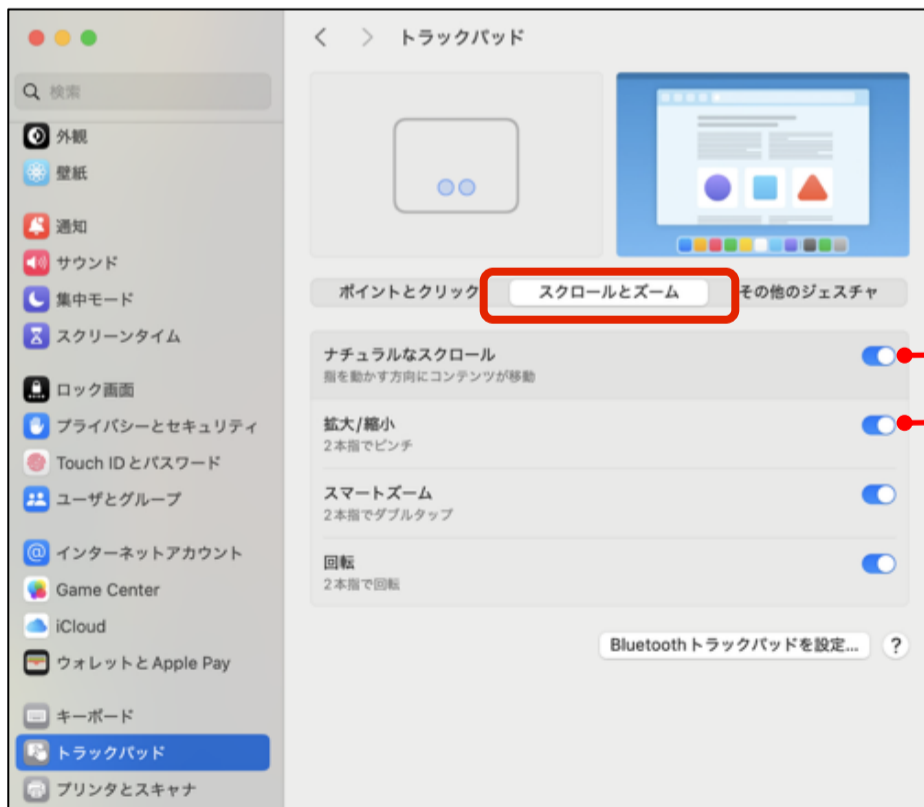 トラックパッド
検索
外観
壁紙
通知
サウンド
集中モード
スクリーンタイム
ロック画面
プライバシーとセキュリティ
Touch IDとパスワード
ユーザとグループ
インターネットアカウント
Game Center
iCloud
ウォレットとApple Pay
キーボード
トラックパッド
プリンタとスキャナ
ポイントとクリック
スクロールとズーム
その他のジェスチャ
ナチュラルなスクロール
指を動かす方向にコンテンツが移動
拡大/縮小
2本指でピンチ
スマートズーム
2本指でダブルタップ
回転
2本指で回転
Bluetoothトラックパッドを設定...
?